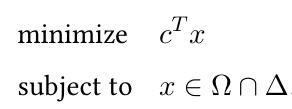 minimize c^T x
subject to x ∈ Ω ∩ Δ.